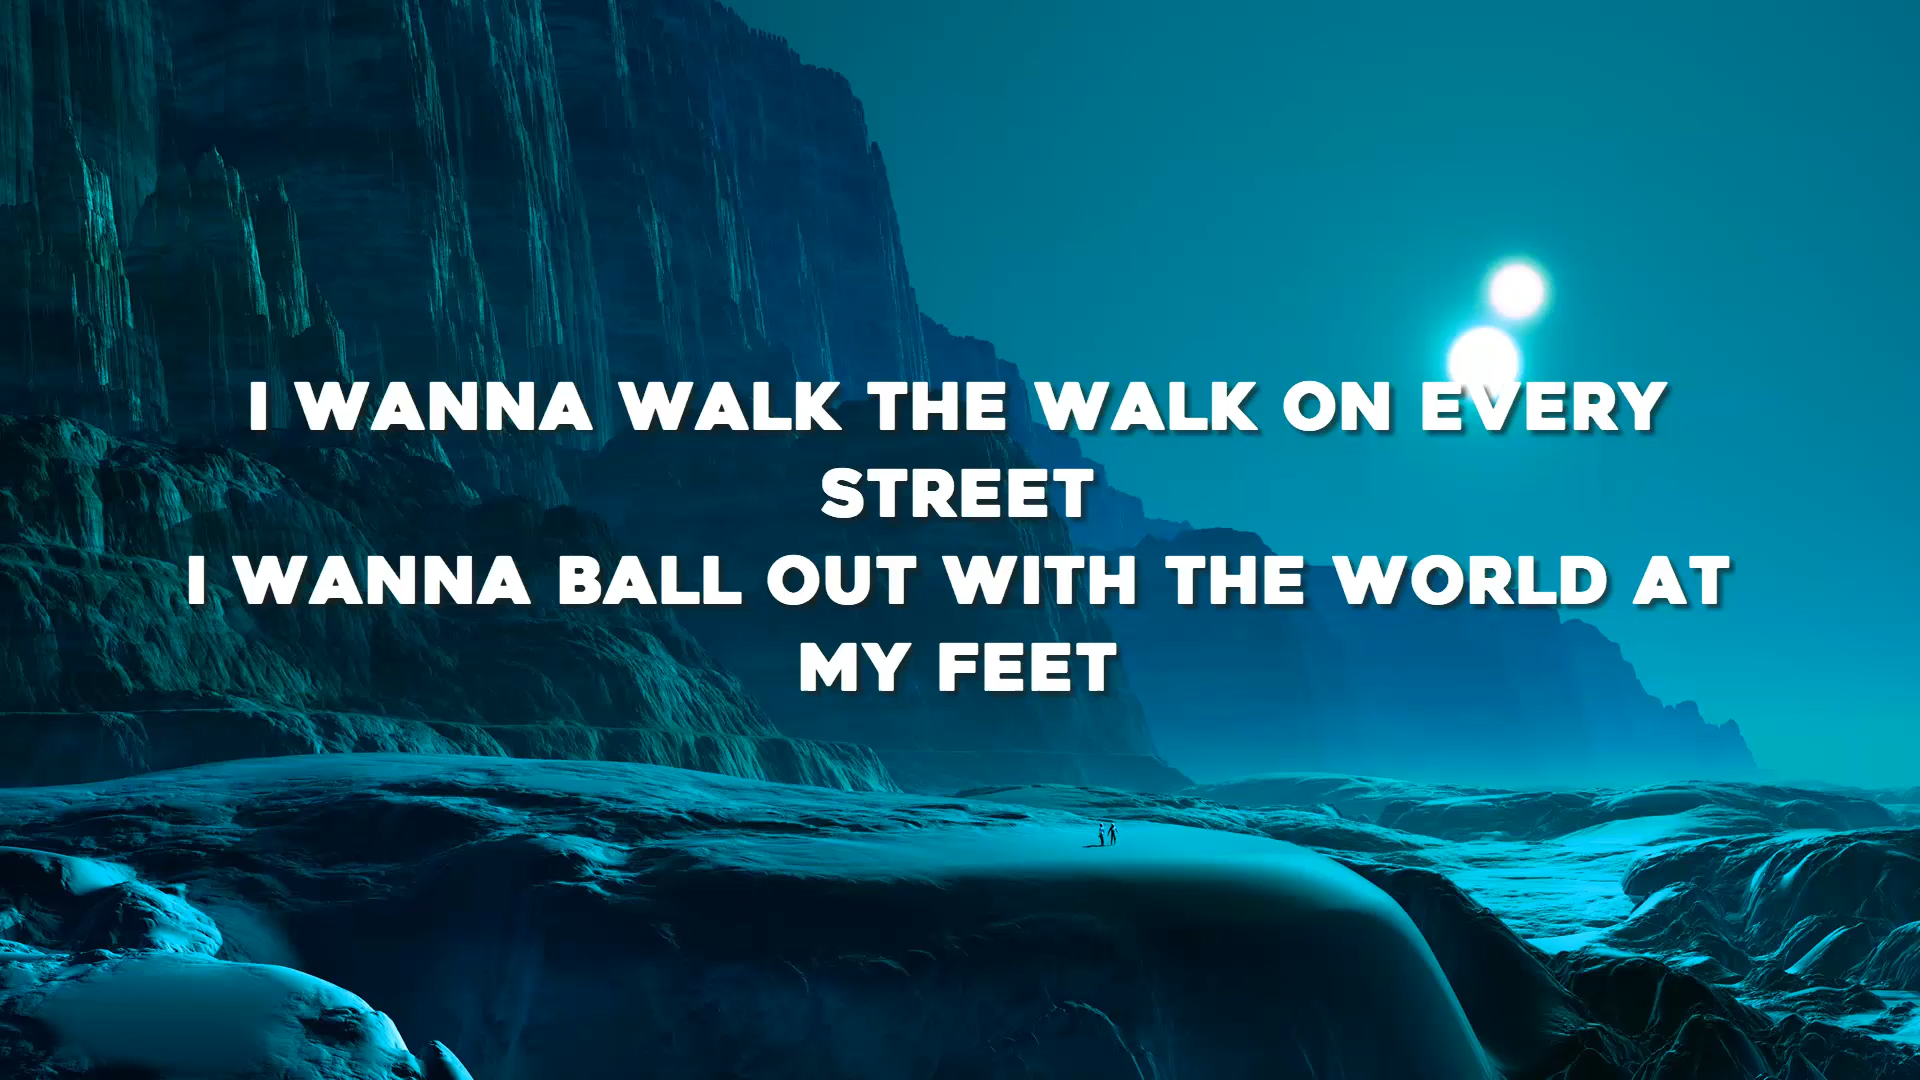 I WANNA WALK THE WALK ON EVERY
STREET
I WANNA BALL OUT WITH THE WORLD AT
MY FEET